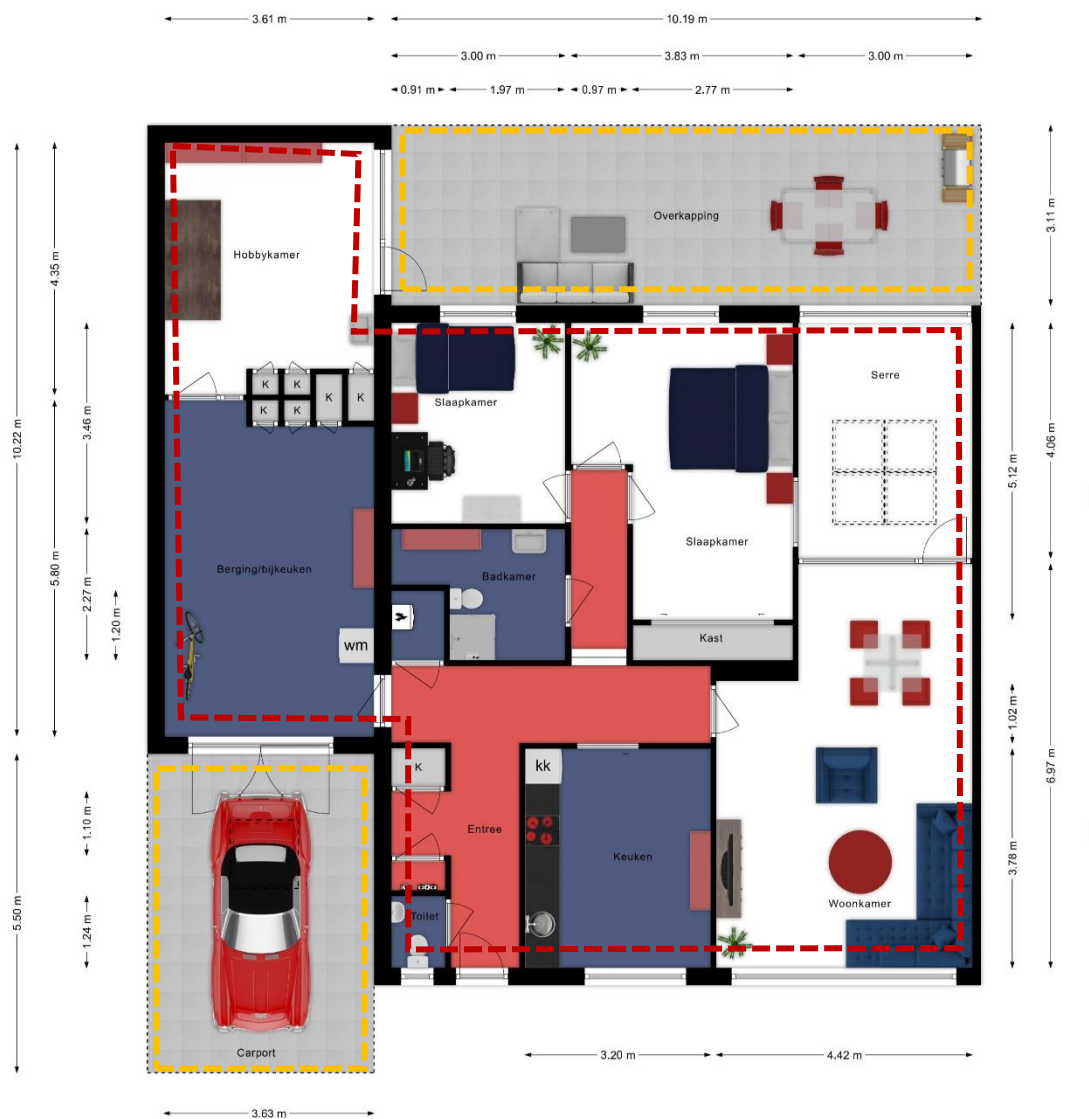 3.61 m
10.19 m
3.00 m
3.83 m
3.00 m
0.91 m
1.97 m
0.97 m
2.77 m
Overkapping
3.11 m
Hobbykamer
4.35 m
Serre
K
K
K
K
K
K
Slaapkamer
3.46 m
4.06 m
10.22 m
5.12 m
Slaapkamer
Berging/bijkeuken
Badkamer
5.80 m
2.27 m
1.20 m
wm
Kast
1.02 m
6.97 m
kk
K
1.10 m
Entree
Keuken
3.78 m
Woonkamer
5.50 m
1.24 m
Toilet
Carport
3.20 m
4.42 m
3.63 m